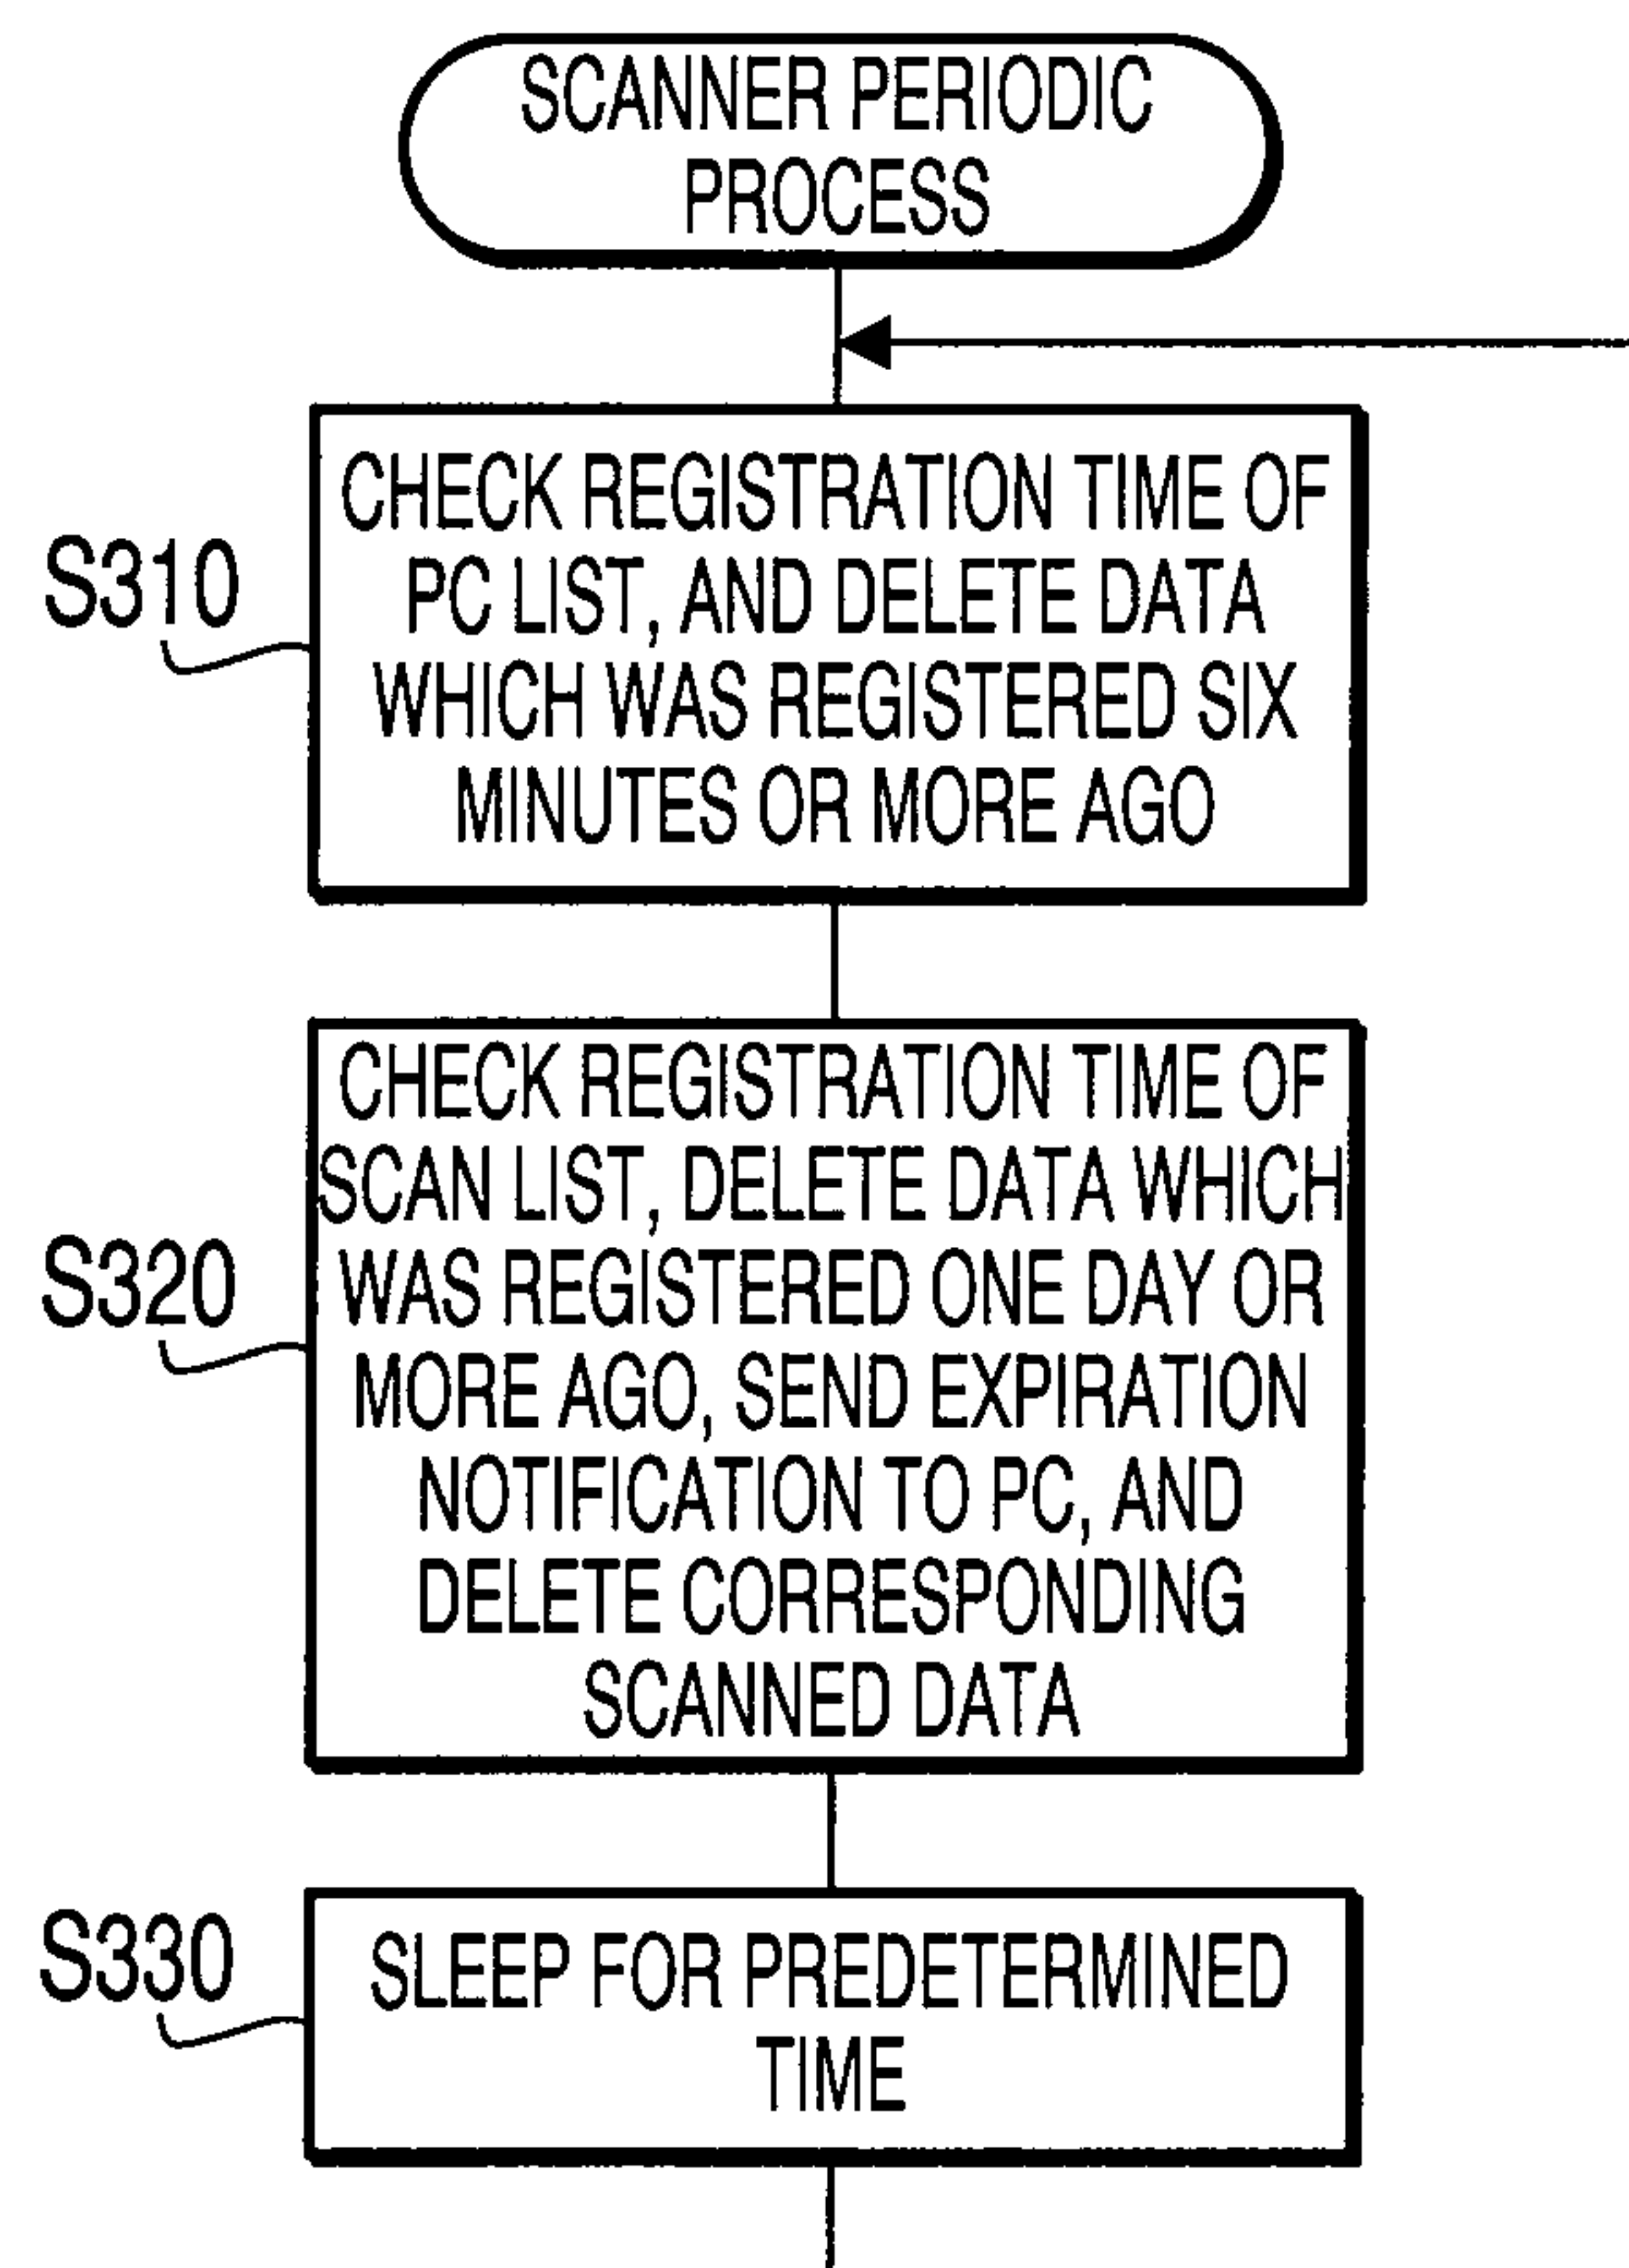 SCANNER PERIODIC
PROCESS
CHECK REGISTRATION TIME OF
PC LIST, AND DELETE DATA
WHICH WAS REGISTERED SIX
MINUTES OR MORE AGO
S310
CHECK REGISTRATION TIME OF
SCAN LIST, DELETE DATA WHICH
WAS REGISTERED ONE DAY OR
MORE AGO, SEND EXPIRATION
NOTIFICATION TO PC, AND
DELETE CORRESPONDING
SCANNED DATA
S320
SLEEP FOR PREDETERMINED
TIME
S330